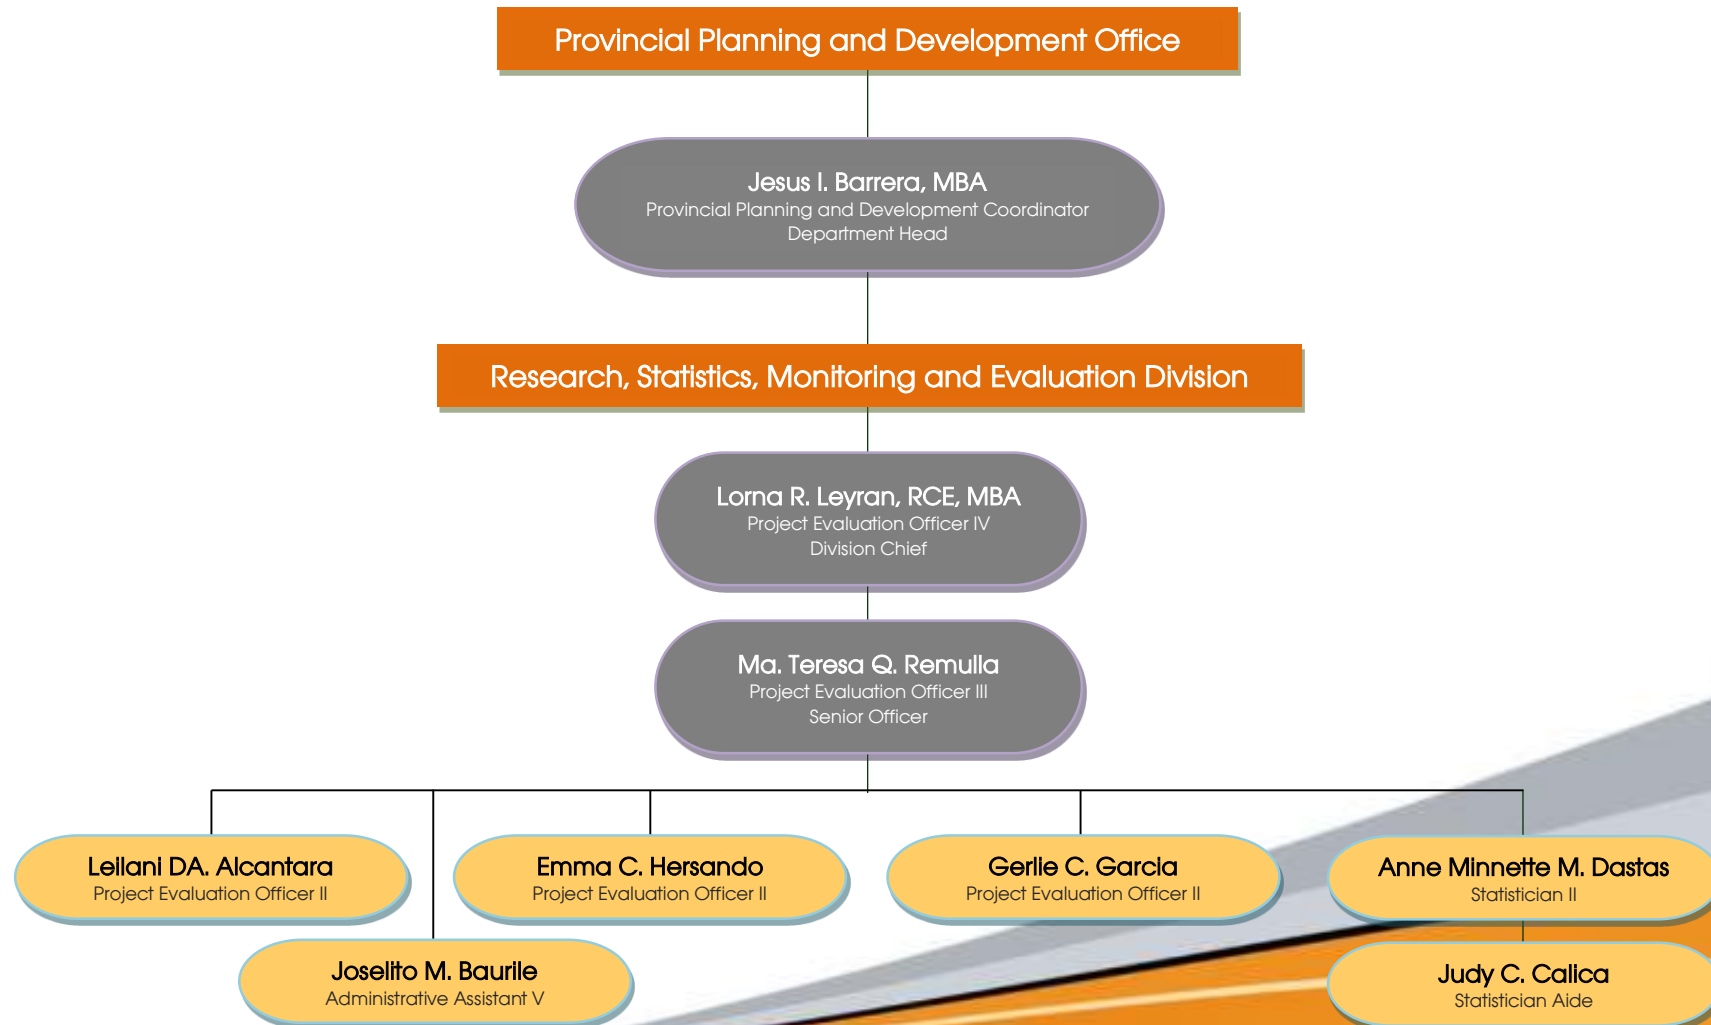 Provincial Planning and Development Office
Jesus I. Barrera, MBA
Provincial Planning and Development Coordinator
Department Head
Research, Statistics, Monitoring and Evaluation Division
Lorna R. Leyran, RCE, MBA
Project Evaluation Officer IV
Division Chief
Ma. Teresa Q. Remulla
Project Evaluation Officer III
Senior Officer
Leilani DA. Alcantara
Project Evaluation Officer II
Emma C. Hersando
Project Evaluation Officer II
Gerlie C. Garcia
Project Evaluation Officer II
Anne Minnette M. Dastas
Statistician II
Joselito M. Baurile
Administrative Assistant V
Judy C. Calica
Statistician Aide